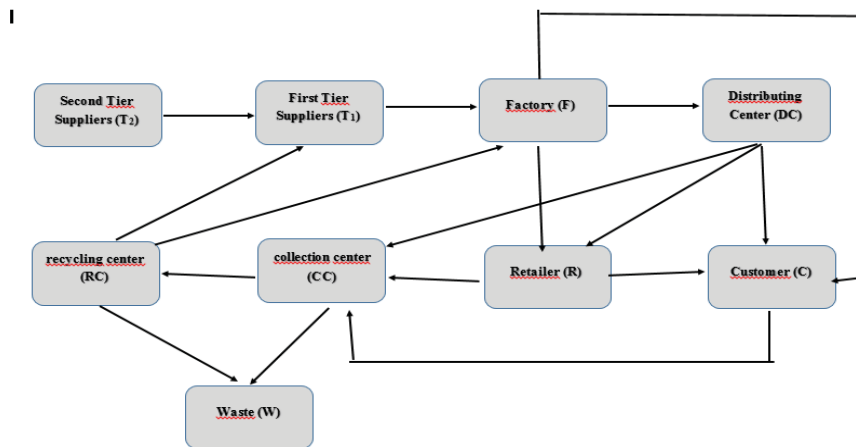 I
Second Tier
Suppliers (T₂)
First Tier
Suppliers (T₁)
Factory (F)
Distributing
Center (DC)
recycling center
(RC)
collection center
(CC)
Retailer (R)
Customer (C)
Waste (W)